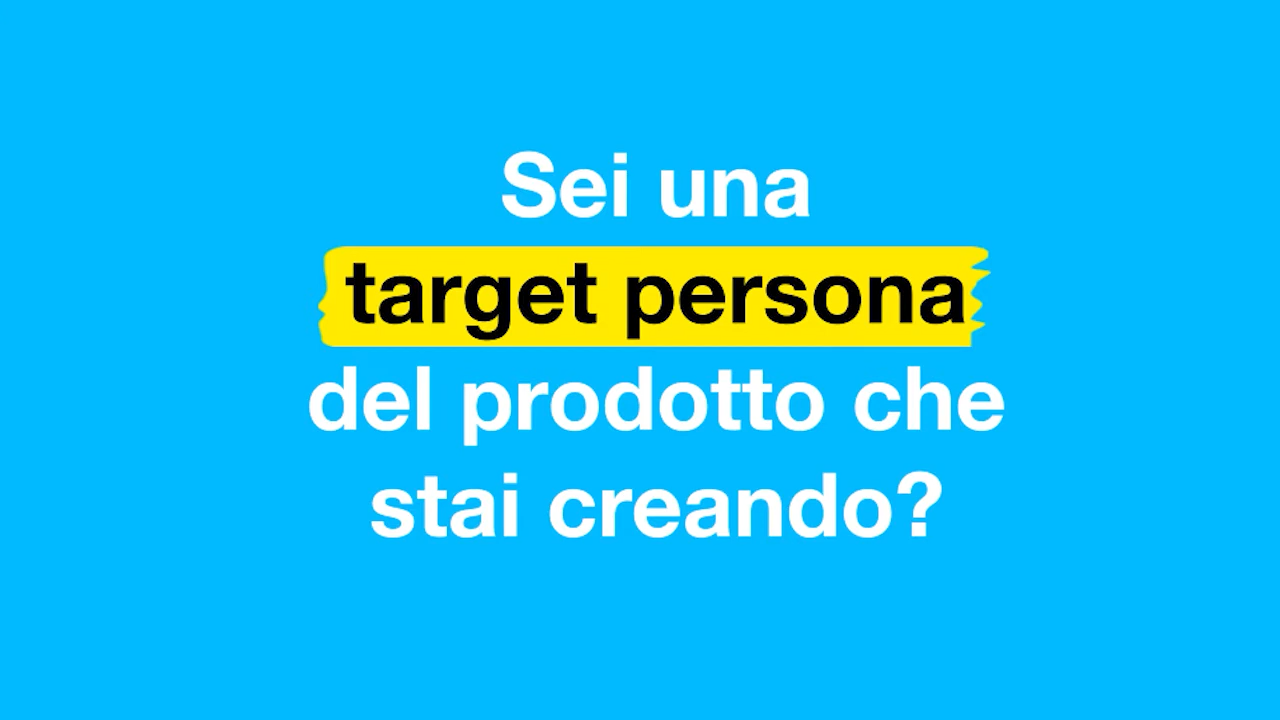 Sei una
target persona
del prodotto che
stai creando?